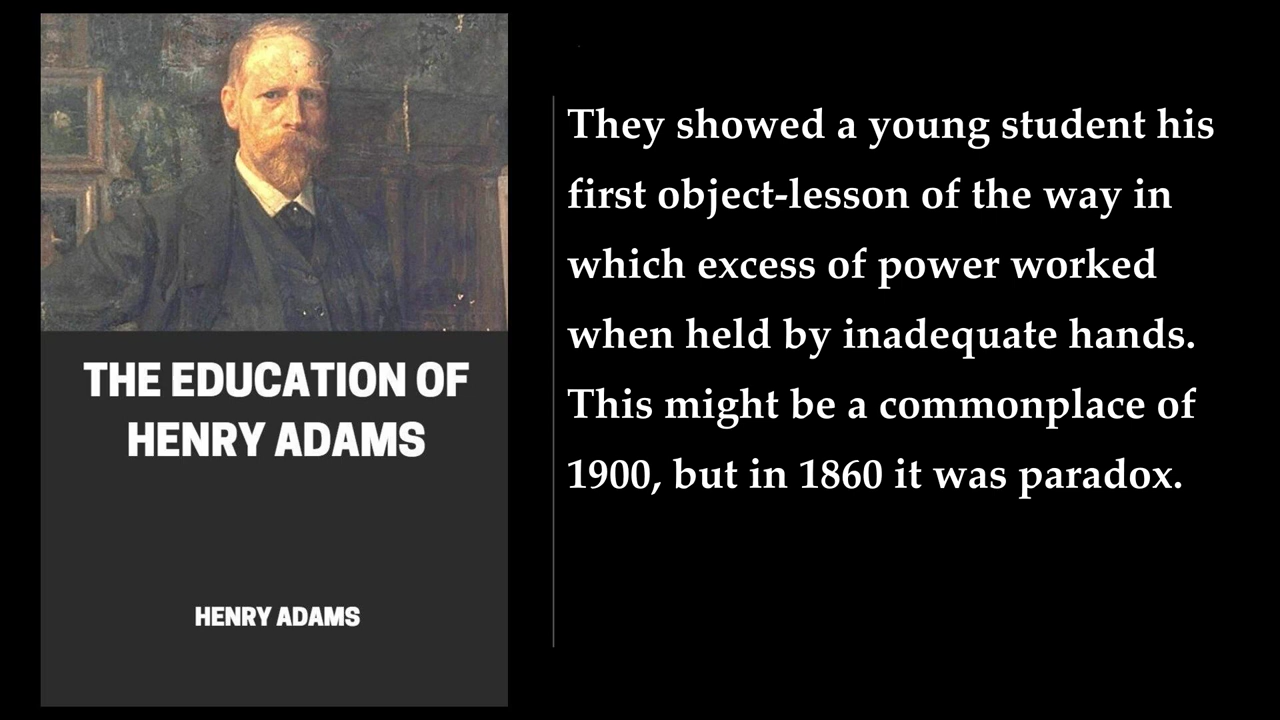 THE EDUCATION OF
HENRY ADAMS
HENRY ADAMS
They showed a young student his
first object-lesson of the way in
which excess of power worked
when held by inadequate hands.
This might be a commonplace of
1900, but in 1860 it was paradox.